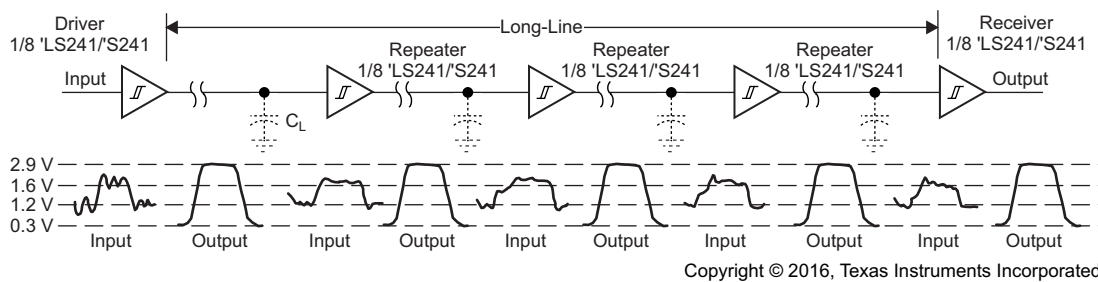 Driver
1/8 'LS241/'S241
Long-Line
Receiver
1/8 'LS241/'S241
Repeater
1/8 'LS241/'S241
Repeater
1/8 'LS241/'S241
Repeater
1/8 'LS241/'S241
Input
Output
CL
2.9 V
1.6 V
1.2 V
0.3 V
Input
Output
Input
Output
Input
Output
Input
Output
Input
Output
Copyright © 2016, Texas Instruments Incorporated